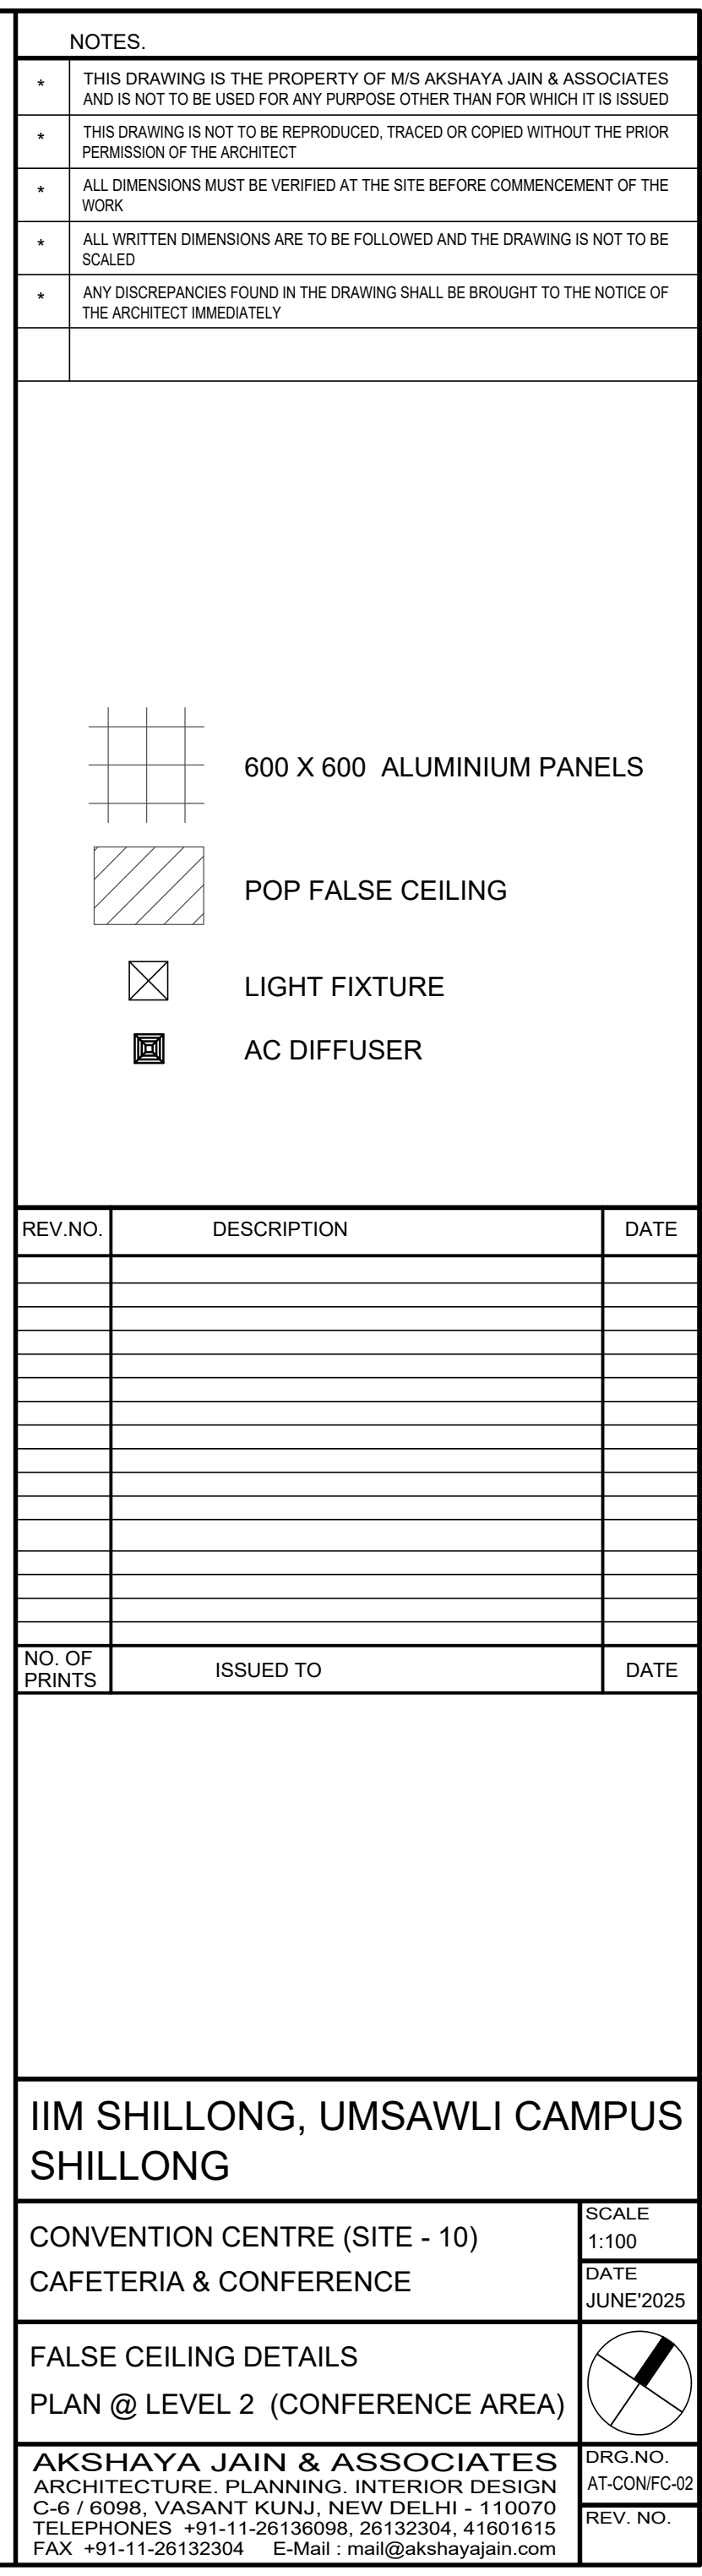 NOTES.
* THIS DRAWING IS THE PROPERTY OF M/S AKSHAYA JAIN & ASSOCIATES
AND IS NOT TO BE USED FOR ANY PURPOSE OTHER THAN FOR WHICH IT IS ISSUED
* THIS DRAWING IS NOT TO BE REPRODUCED, TRACED OR COPIED WITHOUT THE PRIOR
PERMISSION OF THE ARCHITECT
* ALL DIMENSIONS MUST BE VERIFIED AT THE SITE BEFORE COMMENCEMENT OF THE
WORK
* ALL WRITTEN DIMENSIONS ARE TO BE FOLLOWED AND THE DRAWING IS NOT TO BE
SCALED
* ANY DISCREPANCIES FOUND IN THE DRAWING SHALL BE BROUGHT TO THE NOTICE OF
THE ARCHITECT IMMEDIATELY
600 X 600 ALUMINIUM PANELS
POP FALSE CEILING
LIGHT FIXTURE
AC DIFFUSER
REV.NO. DESCRIPTION DATE
NO. OF
PRINTS ISSUED TO DATE
IIM SHILLONG, UMSAWLI CAMPUS
SHILLONG
CONVENTION CENTRE (SITE - 10)
CAFETERIA & CONFERENCE
SCALE
1:100
DATE
JUNE'2025
FALSE CEILING DETAILS
PLAN @ LEVEL 2 (CONFERENCE AREA)
AKSHAYA JAIN & ASSOCIATES
ARCHITECTURE. PLANNING. INTERIOR DESIGN
C-6 / 6098, VASANT KUNJ, NEW DELHI - 110070
TELEPHONES +91-11-26136098, 26132304, 41601615
FAX +91-11-26132304 E-Mail : mail@akshayajain.com
DRG.NO.
AT-CON/FC-02
REV. NO.